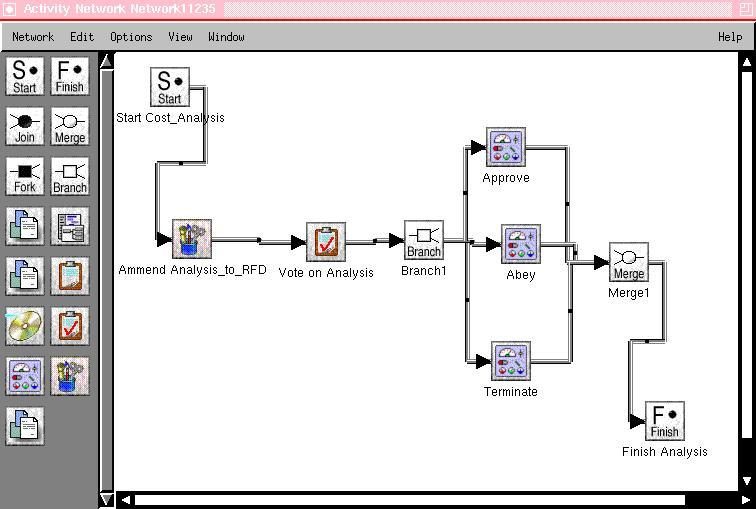 Activity Network Network11235
Network Edit Options View Window Help
S Start
F Finish
Join
Merge
Fork
Branch
S Start
Start Cost_Analysis
Approve
Ammend Analysis_to_RFD
Vote on Analysis
Branch
Branch1
Abey
Merge
Merge1
Terminate
F Finish
Finish Analysis